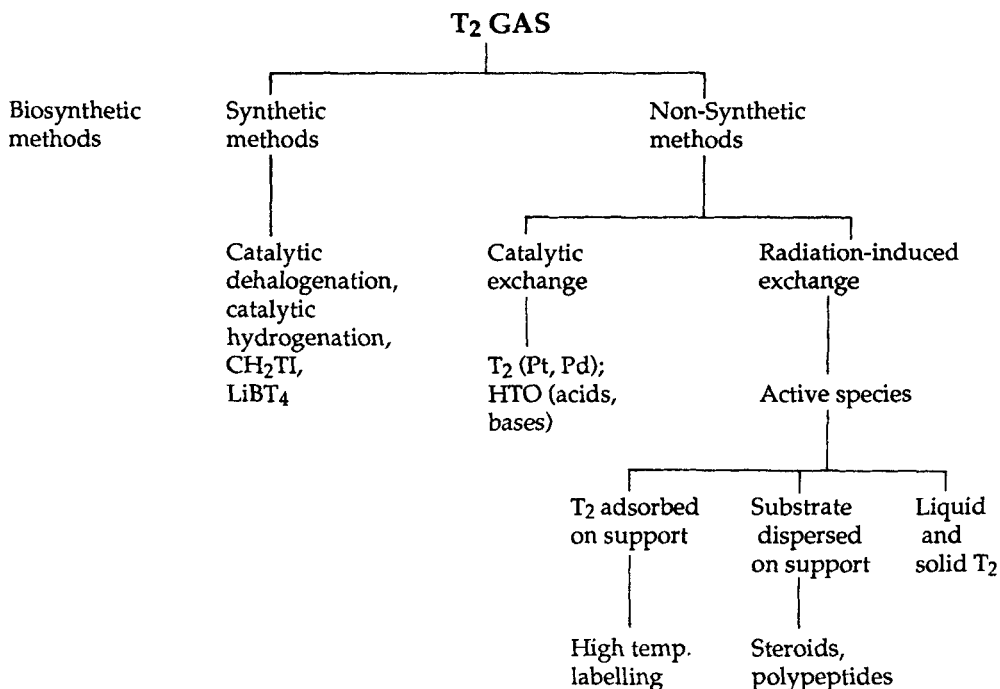 T2 GAS
Biosynthetic
methods
Synthetic
methods
Non-Synthetic
methods
Catalytic
dehalogenation,
catalytic
hydrogenation,
CH2TI,
LiBT4
Catalytic
exchange
T2 (Pt, Pd);
HTO (acids,
bases)
Radiation-induced
exchange
Active species
T2 adsorbed
on support
High temp.
labelling
Substrate
dispersed
on support
Steroids,
polypeptides
Liquid
and
solid T2